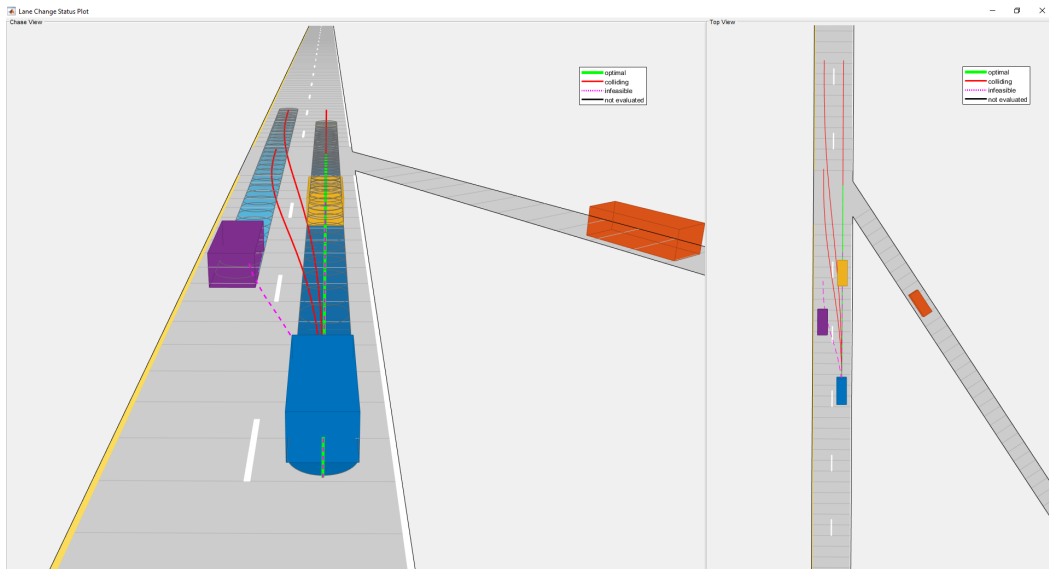 Lane Change Status Plot
Chase View
Top View
optimal
colliding
infeasible
not evaluated
optimal
colliding
infeasible
not evaluated